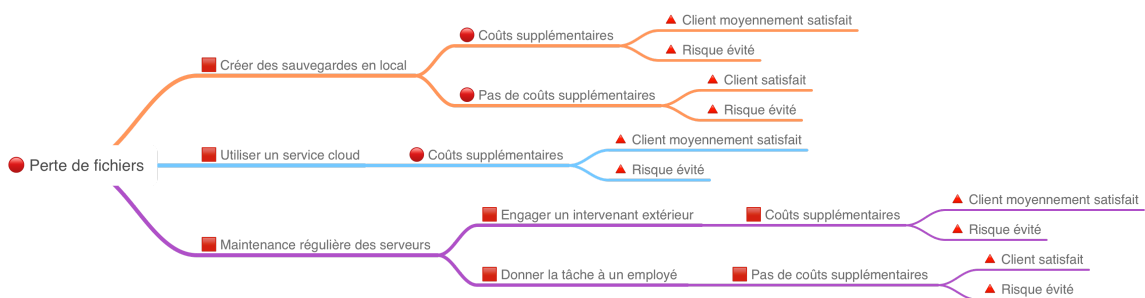 Perte de fichiers
Créer des sauvegardes en local
Coûts supplémentaires
Client moyennement satisfait
Risque évité
Pas de coûts supplémentaires
Client satisfait
Risque évité
Utiliser un service cloud
Coûts supplémentaires
Client moyennement satisfait
Risque évité
Maintenance régulière des serveurs
Engager un intervenant extérieur
Coûts supplémentaires
Client moyennement satisfait
Risque évité
Donner la tâche à un employé
Pas de coûts supplémentaires
Client satisfait
Risque évité